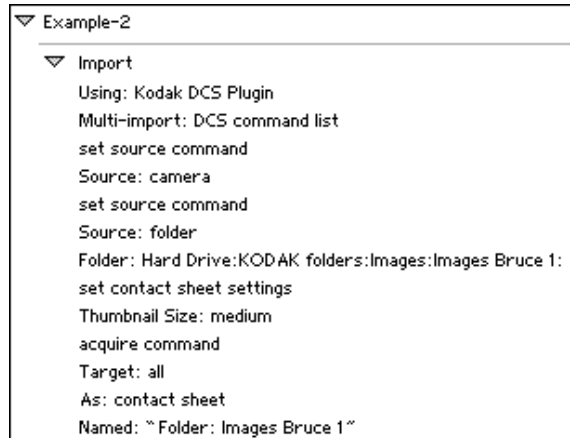 Example-2
Import
Using: Kodak DCS Plugin
Multi-import: DCS command list
set source command
Source: camera
set source command
Source: folder
Folder: Hard Drive:KODAK folders:Images:Images Bruce 1:
set contact sheet settings
Thumbnail Size: medium
acquire command
Target: all
As: contact sheet
Named: "Folder: Images Bruce 1"